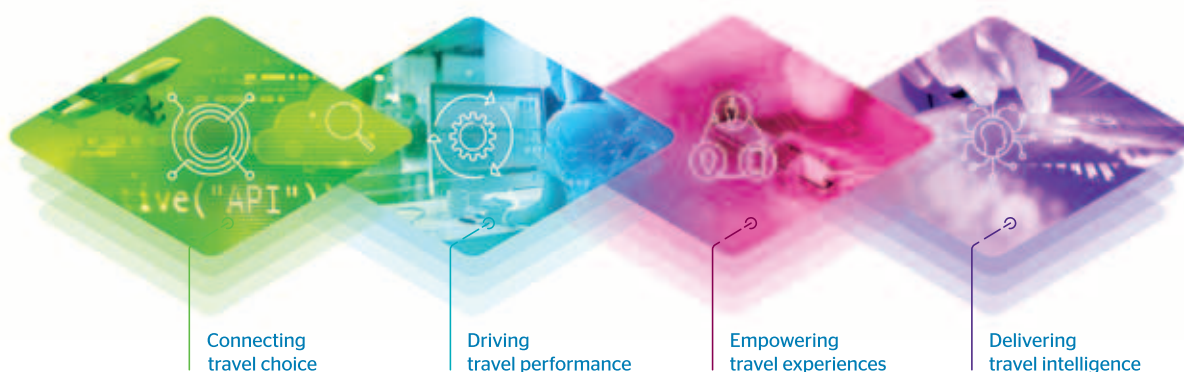 ive("API")
Connecting
travel choice
Driving
travel performance
Empowering
travel experiences
Delivering
travel intelligence